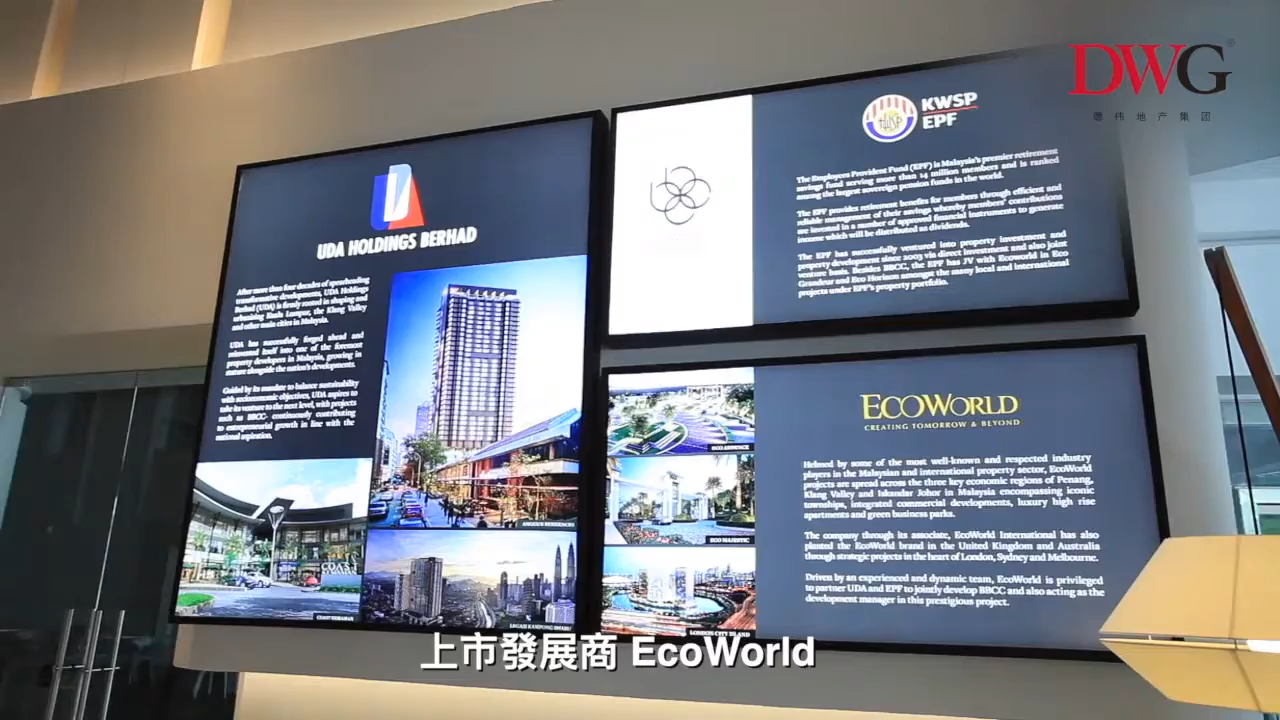 DWG
德伟地产集团
UDA HOLDINGS BERHAD
After more than four decades of spearheading
transformative developments, UDA Holdings
Berhad (UDA) is firmly rooted in shaping and
urbanising Kuala Lumpur, the Klang Valley
and other main cities in Malaysia.
UDA has successfully forged ahead and
reinvented itself into one of the foremost
property developers in Malaysia, growing in
stature alongside the nation's developments.
Guided by its mandate to balance sustainability
with socioeconomic objectives, UDA aspires to
take its venture to the next level, with projects
such as BBCC continuously contributing
to entrepreneurial growth in line with the
national aspiration.
ANGKUR RESIDENCES
LEGASI KAMPONG BHARU
KWSP
EPF
The Employees Provident Fund (EPF) is Malaysia's premier retirement
savings fund serving more than 14 million members and is ranked
among the largest sovereign pension funds in the world.
The EPF provides retirement benefits for members through efficient and
reliable management of their savings whereby members' contributions
are invested in a number of approved financial instruments to generate
income which will be distributed as dividends.
The EPF has successfully ventured into property investment and
property development since 2003 via direct investment and also joint
venture basis. Besides BBCC, the EPF has JV with Ecoworld in Eco
Grandeur and Eco Horizon amongst the many local and international
projects under EPF's property portfolio.
ECOWORLD
CREATING TOMORROW & BEYOND
Helmed by some of the most well-known and respected industry
players in the Malaysian and international property sector, EcoWorld
projects are spread across the three key economic regions of Penang,
Klang Valley and Iskandar Johor in Malaysia encompassing iconic
townships, integrated commercial developments, luxury high rise
apartments and green business parks.
The company through its associate, EcoWorld International has also
planted the EcoWorld brand in the United Kingdom and Australia
through strategic projects in the heart of London, Sydney and Melbourne.
Driven by an experienced and dynamic team, EcoWorld is privileged
to partner UDA and EPF to jointly develop BBCC and also acting as the
development manager in this prestigious project.
ECO MAJESTIC
LONDON CITY ISLAND
上市發展商 EcoWorld